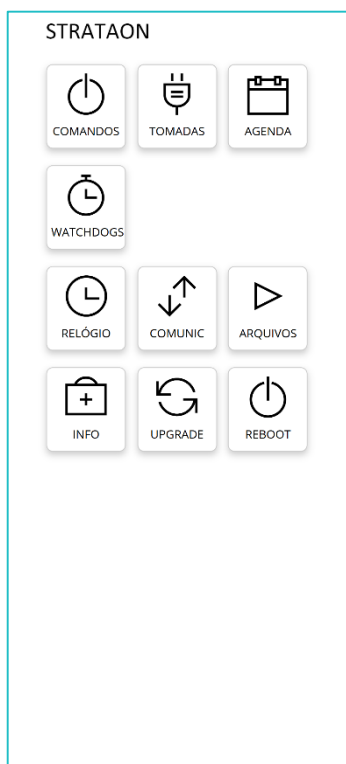 STRATAON
COMANDOS TOMADAS AGENDA
WATCHDOGS
RELÓGIO COMUNIC ARQUIVOS
INFO UPGRADE REBOOT